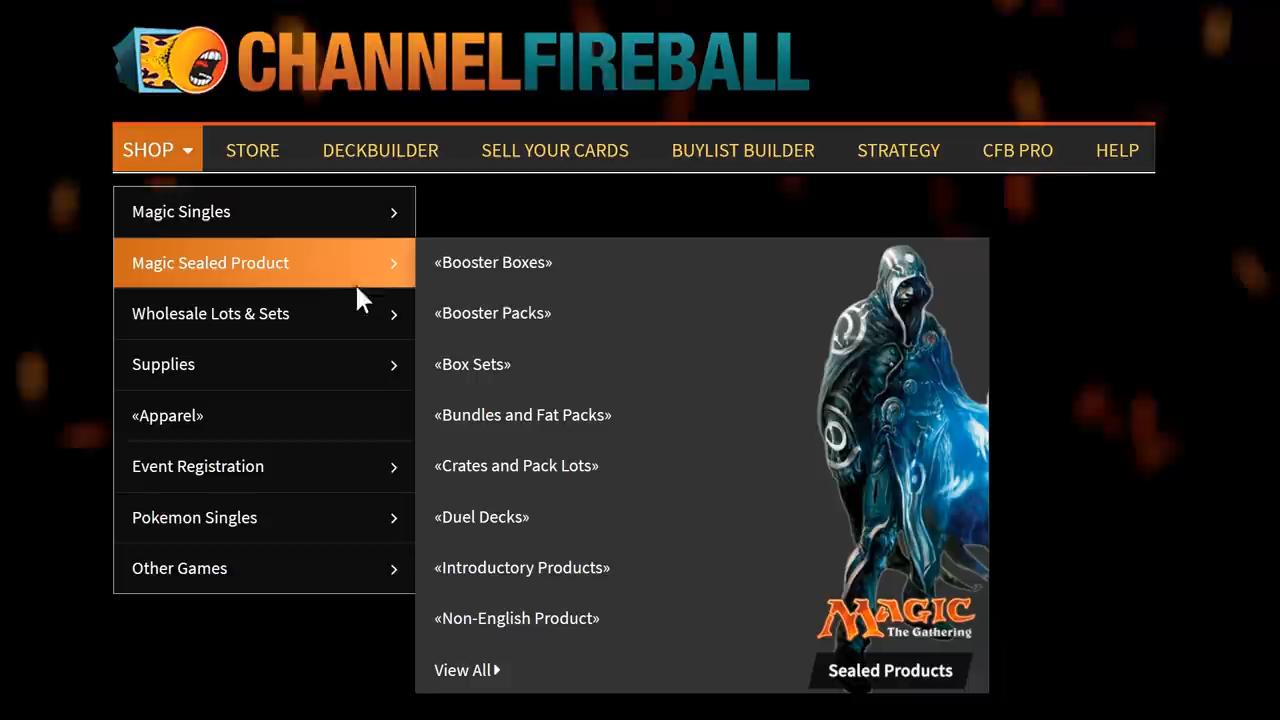 CHANNELFIREBALL
SHOP STORE DECKBUILDER SELL YOUR CARDS BUYLIST BUILDER STRATEGY CFB PRO HELP
Magic Singles
Magic Sealed Product
Wholesale Lots & Sets
Supplies
«Apparel»
Event Registration
Pokemon Singles
Other Games
«Booster Boxes»
«Booster Packs»
«Box Sets»
«Bundles and Fat Packs»
«Crates and Pack Lots»
«Duel Decks»
«Introductory Products»
«Non-English Product»
View All
MAGIC
The Gathering
Sealed Products